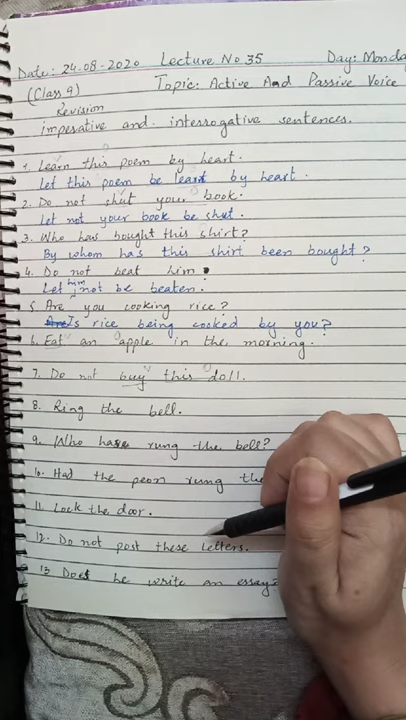 Date: 24.08.2020 Lecture No 35 Day: Monda
(Class 9) Topic: Active And Passive Voice
Revision
imperative and interrogative sentences.
1. Learn this poem by heart.
Let this poem be learnt by heart.
2. Do not shut your book.
Let not your book be shut.
3. Who has bought this shirt?
By whom has this shirt been bought?
4. Do not beat him.
Let him not be beaten.
5. Are you cooking rice?
Is rice being cooked by you?
6. Eat an apple in the morning.
7. Do not buy this doll.
8. Ring the bell.
9. Who has rung the bell?
10. Had the peon rung the
11. Lock the door.
12. Do not post these letters.
13 Does he write an essay?